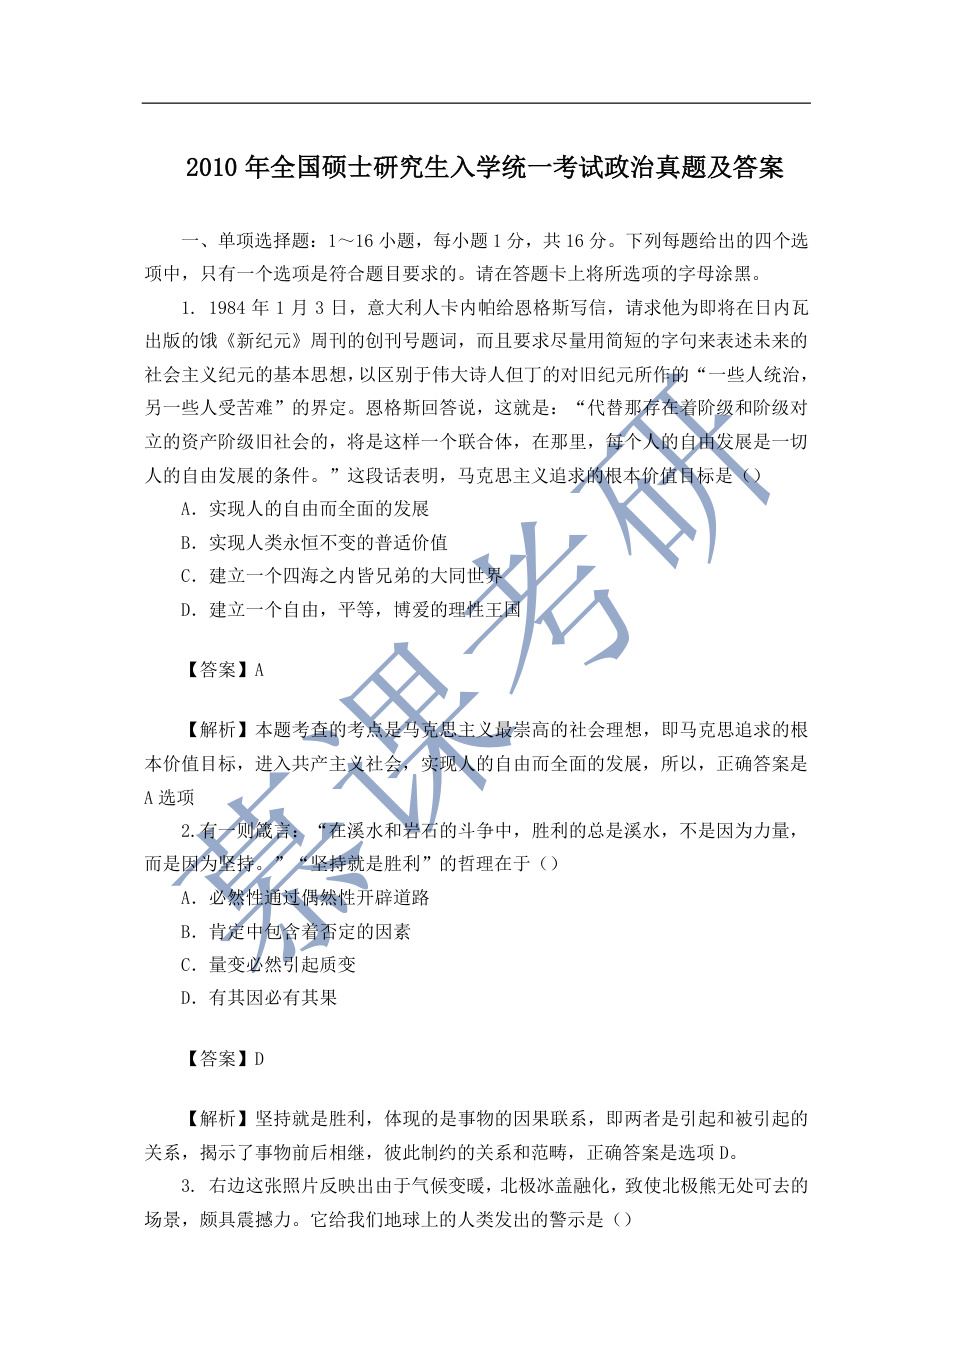 2010 年全国硕士研究生入学统一考试政治真题及答案
一、单项选择题：1～16 小题，每小题 1 分，共 16 分。下列每题给出的四个选
项中，只有一个选项是符合题目要求的。请在答题卡上将所选项的字母涂黑。
1. 1984 年 1 月 3 日，意大利人卡内帕给恩格斯写信，请求他为即将在日内瓦
出版的饿《新纪元》周刊的创刊号题词，而且要求尽量用简短的字句来表述未来的
社会主义纪元的基本思想，以区别于伟大诗人但丁的对旧纪元所作的“一些人统治，
另一些人受苦难”的界定。恩格斯回答说，这就是：“代替那存在着阶级和阶级对
立的资产阶级旧社会的，将是这样一个联合体，在那里，每个人的自由发展是一切
人的自由发展的条件。”这段话表明，马克思主义追求的根本价值目标是（）
A．实现人的自由而全面的发展
B．实现人类永恒不变的普适价值
C．建立一个四海之内皆兄弟的大同世界
D．建立一个自由，平等，博爱的理性王国
【答案】A
【解析】本题考查的考点是马克思主义最崇高的社会理想，即马克思追求的根
本价值目标，进入共产主义社会，实现人的自由而全面的发展，所以，正确答案是
A 选项
2.有一则箴言：“在溪水和岩石的斗争中，胜利的总是溪水，不是因为力量，
而是因为坚持。”“坚持就是胜利”的哲理在于（）
A．必然性通过偶然性开辟道路
B．肯定中包含着否定的因素
C．量变必然引起质变
D．有其因必有其果
【答案】D
【解析】坚持就是胜利，体现的是事物的因果联系，即两者是引起和被引起的
关系，揭示了事物前后相继，彼此制约的关系和范畴，正确答案是选项 D。
3. 右边这张照片反映出由于气候变暖，北极冰盖融化，致使北极熊无处可去的
场景，颇具震撼力。它给我们地球上的人类发出的警示是（）
慕课考研